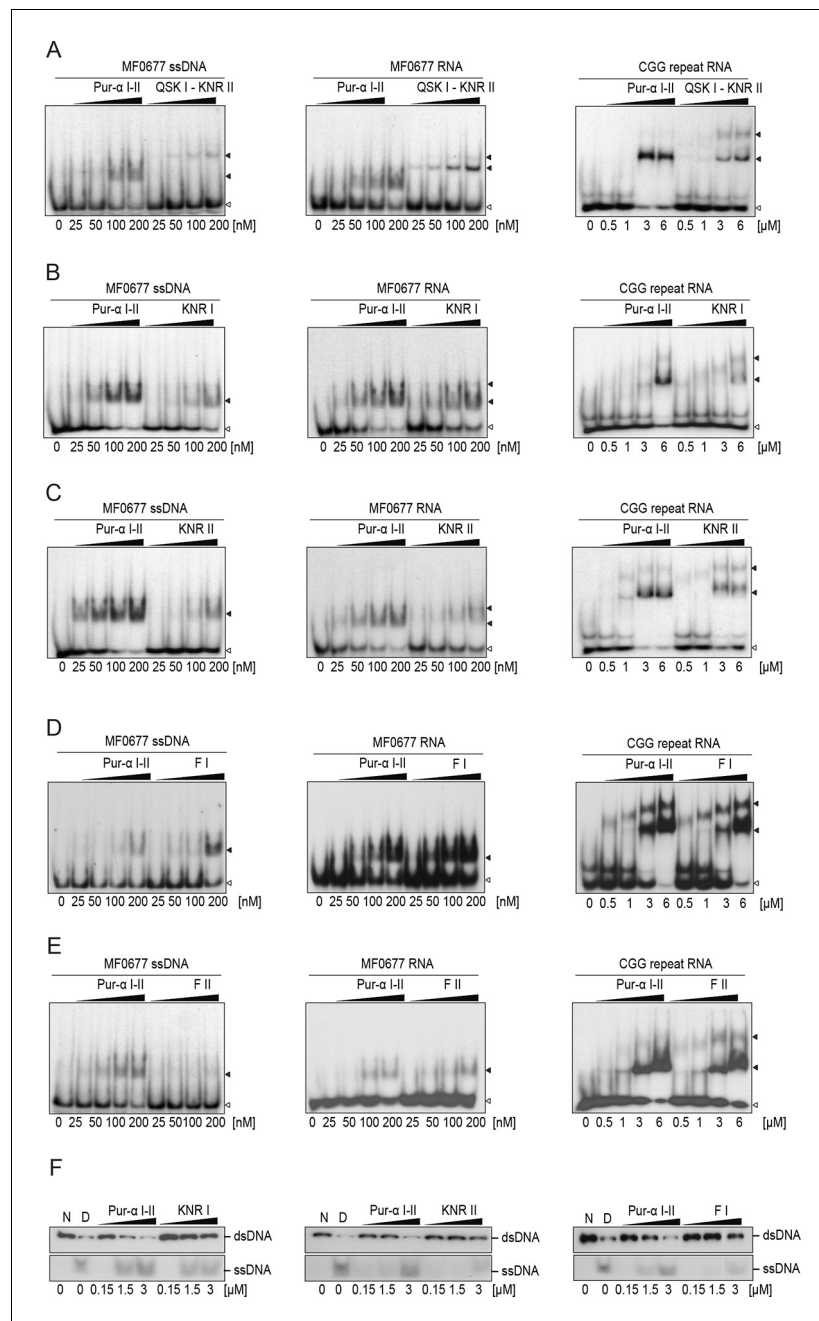 A
MF0677 ssDNA MF0677 RNA CGG repeat RNA
Pur-α I-II QSK I - KNR II Pur-α I-II QSK I - KNR II Pur-α I-II QSK I - KNR II
0 25 50 100 200 25 50 100 200 [nM] 0 25 50 100 200 25 50 100 200 [nM] 0 0.5 1 3 6 0.5 1 3 6 [µM]
B
MF0677 ssDNA MF0677 RNA CGG repeat RNA
Pur-α I-II KNR I Pur-α I-II KNR I Pur-α I-II KNR I
0 25 50 100 200 25 50 100 200 [nM] 0 25 50 100 200 25 50 100 200 [nM] 0 0.5 1 3 6 0.5 1 3 6 [µM]
C
MF0677 ssDNA MF0677 RNA CGG repeat RNA
Pur-α I-II KNR II Pur-α I-II KNR II Pur-α I-II KNR II
0 25 50 100 200 25 50 100 200 [nM] 0 25 50 100 200 25 50 100 200 [nM] 0 0.5 1 3 6 0.5 1 3 6 [µM]
D
MF0677 ssDNA MF0677 RNA CGG repeat RNA
Pur-α I-II F I Pur-α I-II F I Pur-α I-II F I
0 25 50 100 200 25 50 100 200 [nM] 0 25 50 100 200 25 50 100 200 [nM] 0 0.5 1 3 6 0.5 1 3 6 [µM]
E
MF0677 ssDNA MF0677 RNA CGG repeat RNA
Pur-α I-II F II Pur-α I-II F II Pur-α I-II F II
0 25 50 100 200 25 50 100 200 [nM] 0 25 50 100 200 25 50 100 200 [nM] 0 0.5 1 3 6 0.5 1 3 6 [µM]
F
N D Pur-α I-II KNR I N D Pur-α I-II KNR II N D Pur-α I-II F I
dsDNA dsDNA dsDNA
ssDNA ssDNA ssDNA
0 0 0.15 1.5 3 0.15 1.5 3 [µM] 0 0 0.15 1.5 3 0.15 1.5 3 [µM] 0 0 0.15 1.5 3 0.15 1.5 3 [µM]